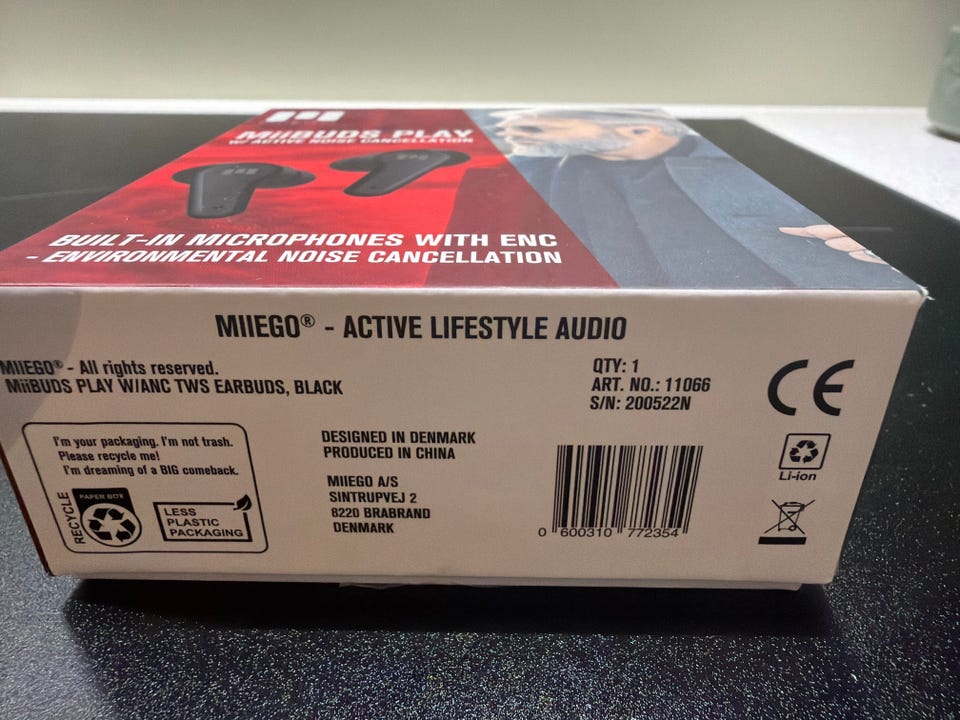 MIIBUDS PLAY
W/ ACTIVE NOISE CANCELLATION
BUILT-IN MICROPHONES WITH ENC
- ENVIRONMENTAL NOISE CANCELLATION
MIIEGO® - ACTIVE LIFESTYLE AUDIO
MIIEGO® - All rights reserved.
MiiBUDS PLAY W/ANC TWS EARBUDS, BLACK
QTY: 1
ART. NO.: 11066
S/N: 200522N
CE
I'm your packaging. I'm not trash.
Please recycle me!
I'm dreaming of a BIG comeback.
RECYCLE
PAPER BOX
LESS
PLASTIC
PACKAGING
DESIGNED IN DENMARK
PRODUCED IN CHINA
MIIEGO A/S
SINTRUPVEJ 2
8220 BRABRAND
DENMARK
0 600310 772354
Li-ion